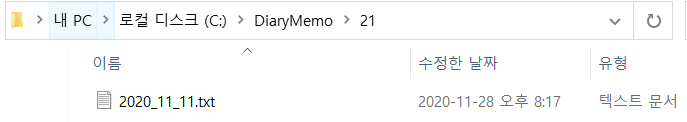 내 PC > 로컬 디스크 (C:) > DiaryMemo > 21
이름 수정한 날짜 유형
2020_11_11.txt 2020-11-28 오후 8:17 텍스트 문서